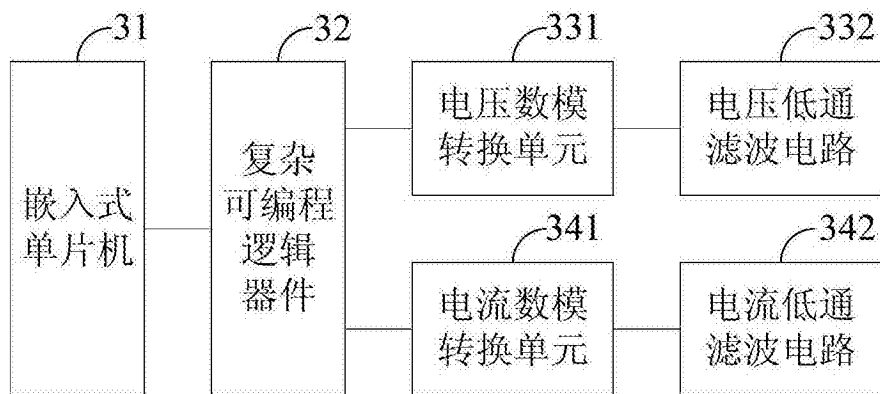 31
32
331
332
嵌入式
单片机
复杂
可编程
逻辑
器件
电压数模
转换单元
电压低通
滤波电路
341
342
电流数模
转换单元
电流低通
滤波电路